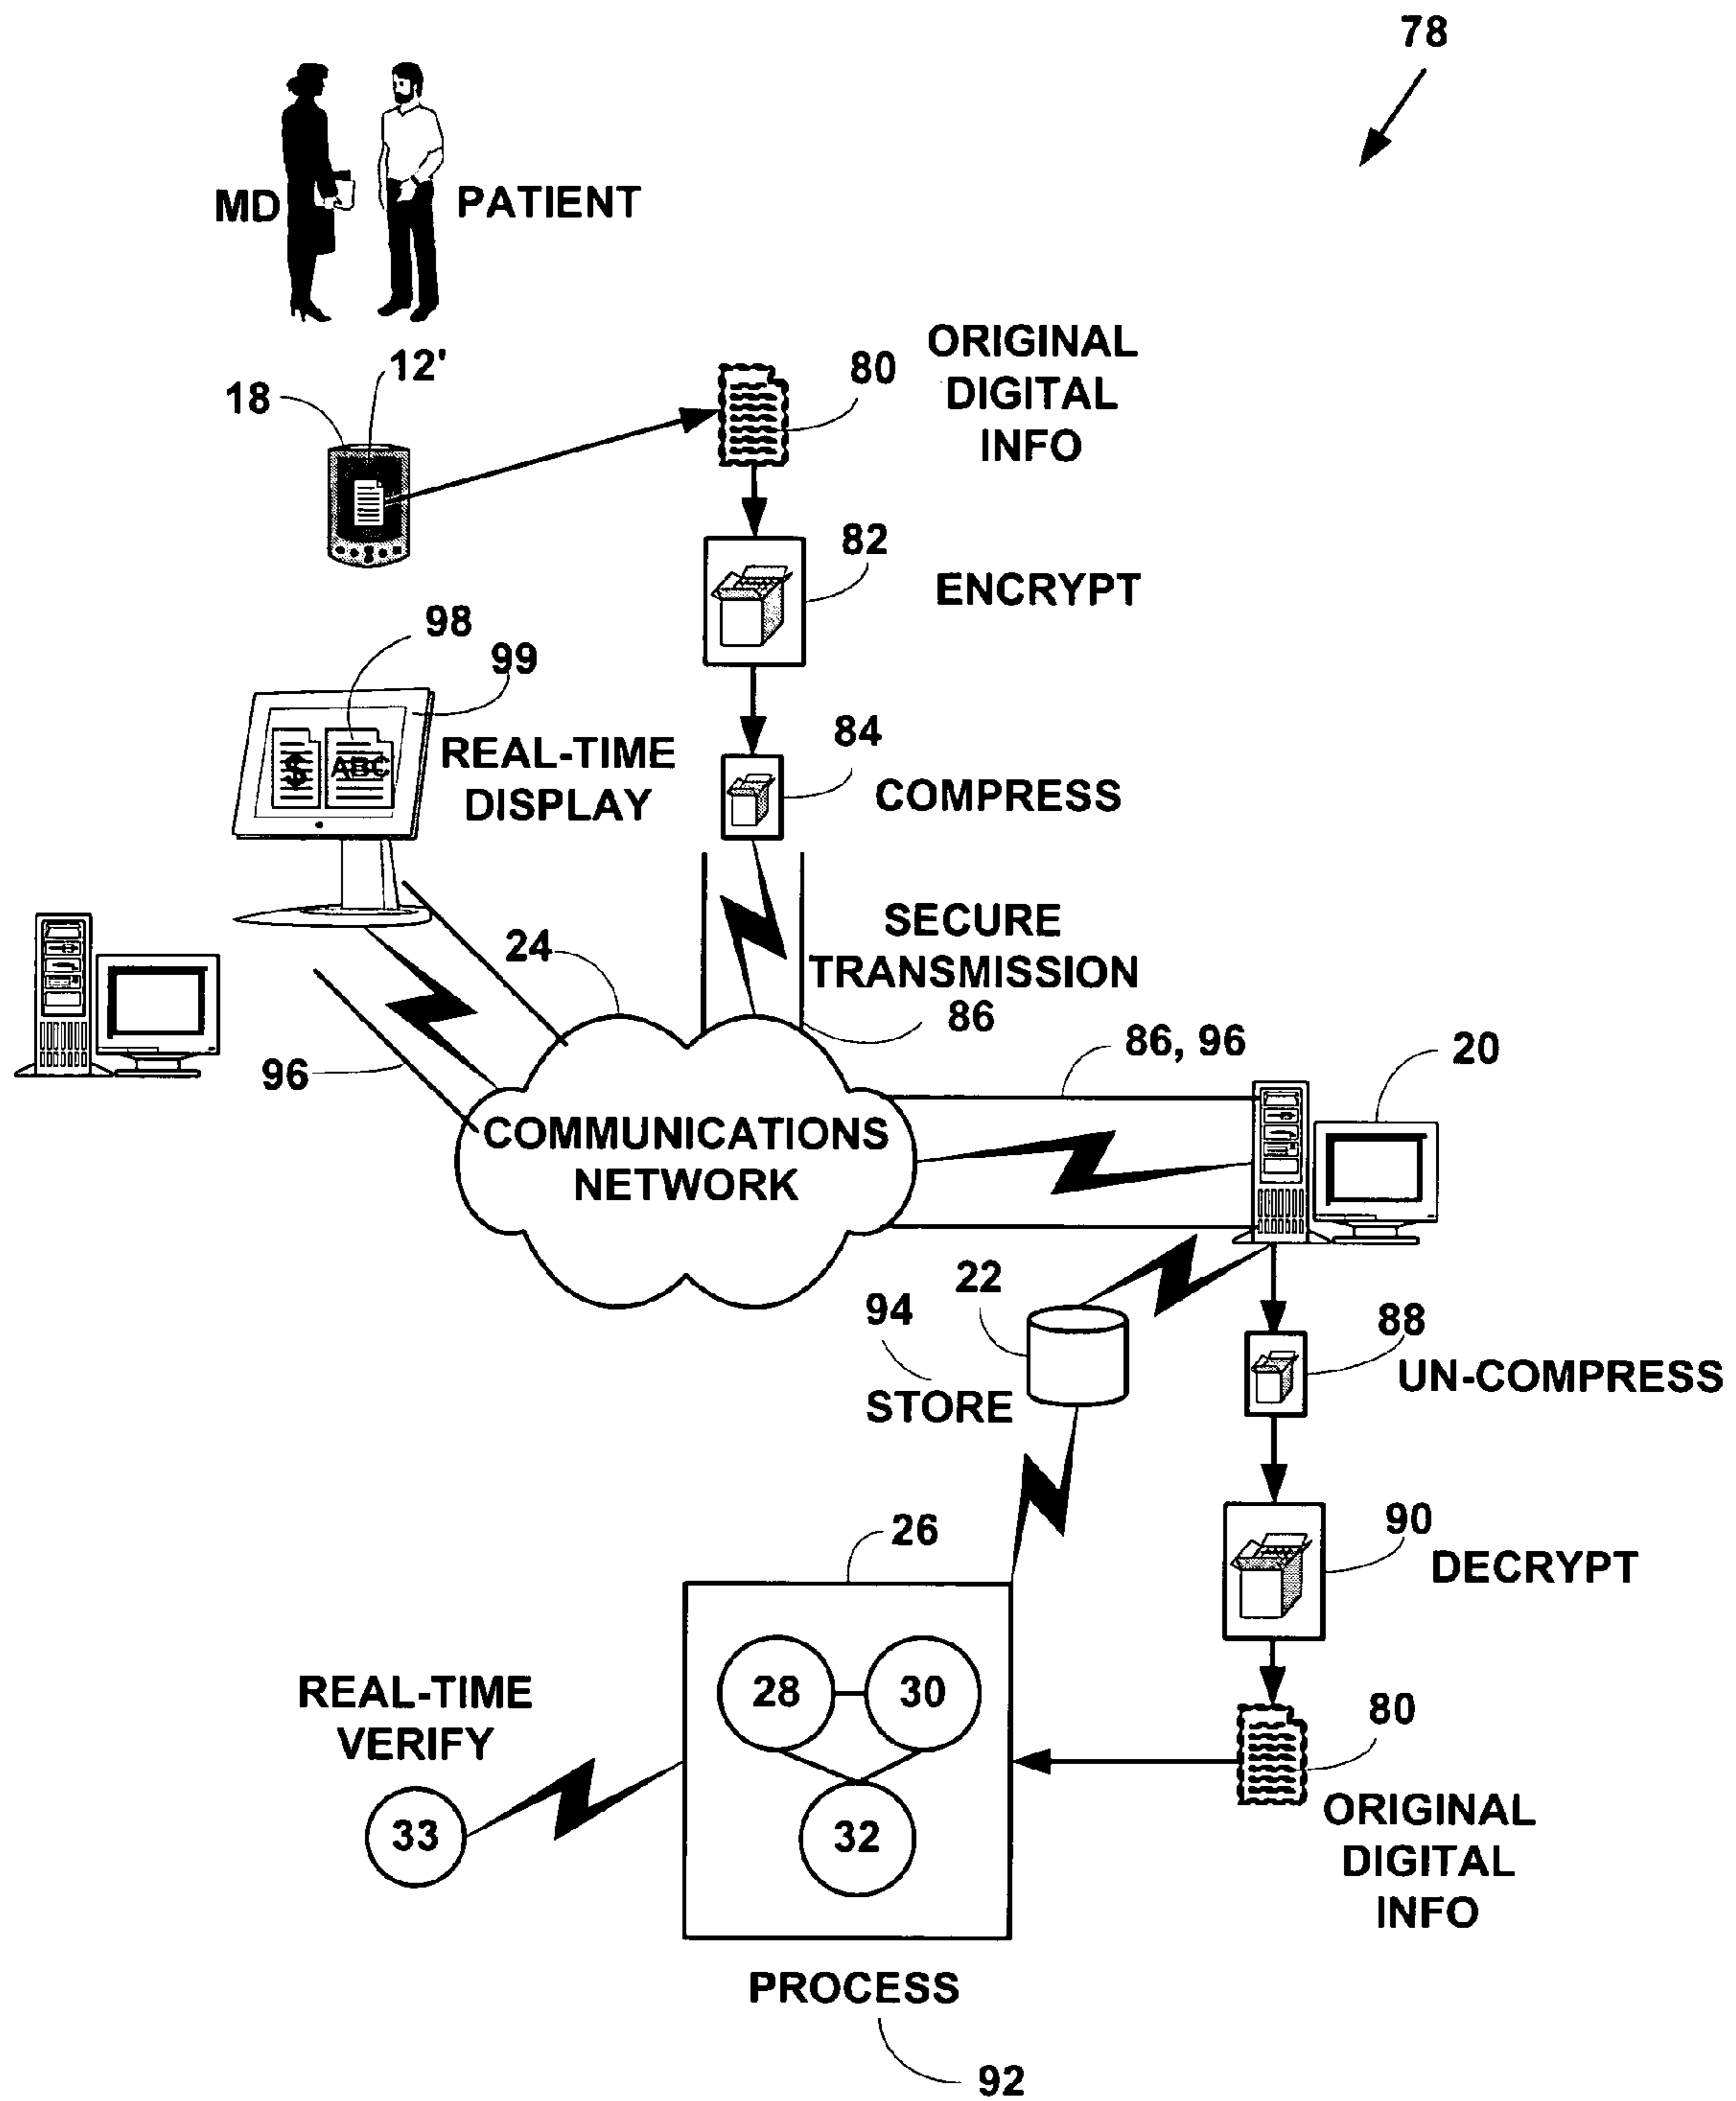 78
MD
PATIENT
12'
18
80
ORIGINAL
DIGITAL
INFO
82
ENCRYPT
98
99
84
REAL-TIME
DISPLAY
$
ABC
COMPRESS
24
SECURE
TRANSMISSION
86
86, 96
20
96
COMMUNICATIONS
NETWORK
22
94
STORE
88
UN-COMPRESS
26
90
DECRYPT
28
30
32
REAL-TIME
VERIFY
33
80
ORIGINAL
DIGITAL
INFO
PROCESS
92